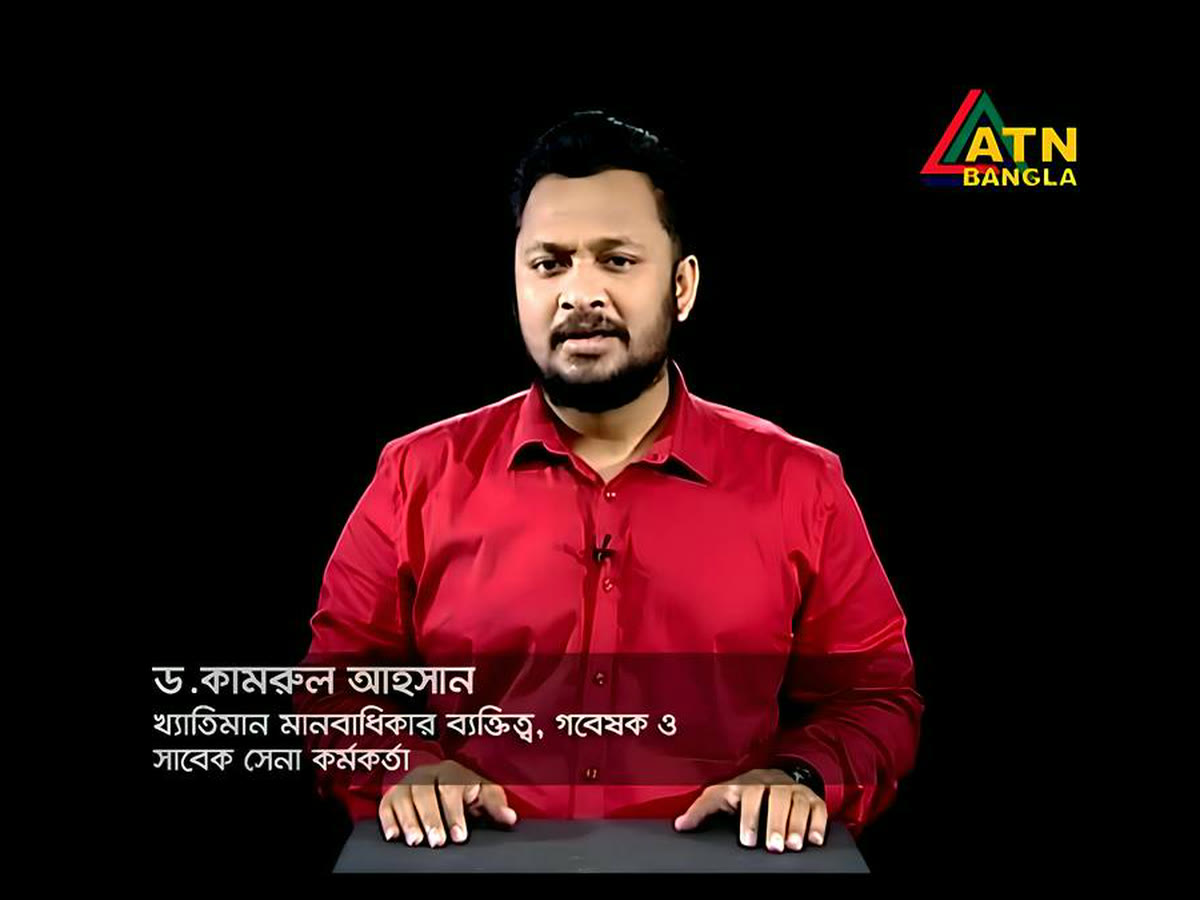 ATN
BANGLA
ড.কামরুল আহসান
খ্যাতিমান মানবাধিকার ব্যক্তিত্ব, গবেষক ও
সাবেক সেনা কর্মকর্তা